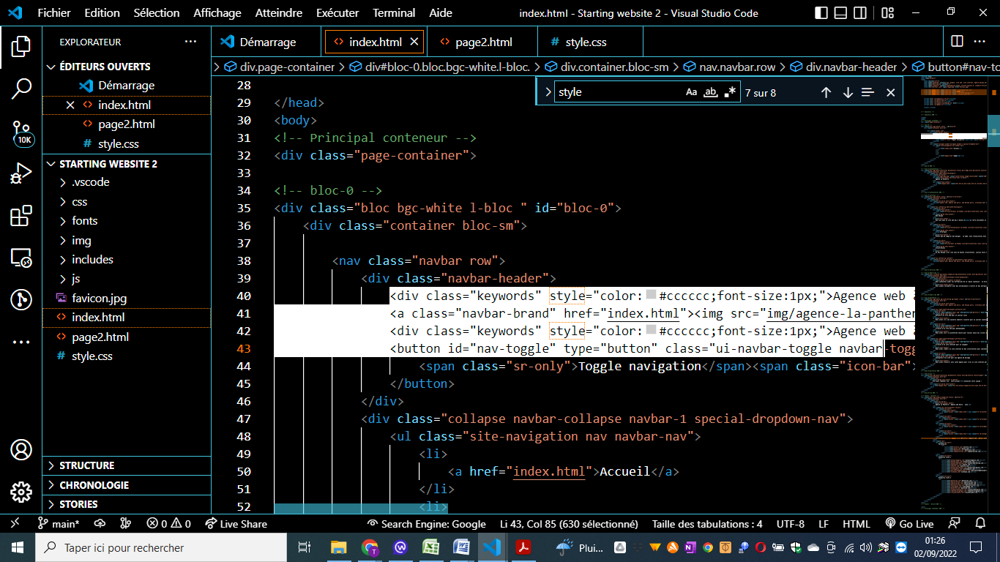 Fichier Edition Sélection Affichage Atteindre Exécuter Terminal Aide index.html - Starting website 2 - Visual Studio Code
EXPLORATEUR
Démarrage index.html page2.html style.css
div.page-container div#bloc-0.bloc.bgc-white.l-bloc. div.container.bloc-sm nav.navbar.row div.navbar-header button#nav-to
ÉDITEURS OUVERTS
Démarrage
index.html
page2.html
style.css
STARTING WEBSITE 2
.vscode
css
fonts
img
includes
js
favicon.jpg
index.html
page2.html
style.css
STRUCTURE
CHRONOLOGIE
STORIES
10K
style Aa ab .* 7 sur 8
28
29 </head>
30 <body>
31 <!-- Principal conteneur -->
32 <div class="page-container">
33
34 <!-- bloc-0 -->
35 <div class="bloc bgc-white l-bloc " id="bloc-0">
36 <div class="container bloc-sm">
37
38 <nav class="navbar row">
39 <div class="navbar-header">
40 <div class="keywords" style="color:#cccccc;font-size:1px;">Agence web
41 <a class="navbar-brand" href="index.html"><img src="img/agence-la-panther
42 <div class="keywords" style="color:#cccccc;font-size:1px;">Agence web
43 <button id="nav-toggle" type="button" class="ui-navbar-toggle navbar-togg
44 <span class="sr-only">Toggle navigation</span><span class="icon-bar">
45 </button>
46 </div>
47 <div class="collapse navbar-collapse navbar-1 special-dropdown-nav">
48 <ul class="site-navigation nav navbar-nav">
49 <li>
50 <a href="index.html">Accueil</a>
51 </li>
52 <li>
main* 0 0 Live Share Search Engine: Google Li 43, Col 85 (630 sélectionné) Taille des tabulations : 4 UTF-8 LF HTML Go Live
Taper ici pour rechercher Plui... 01:26
02/09/2022